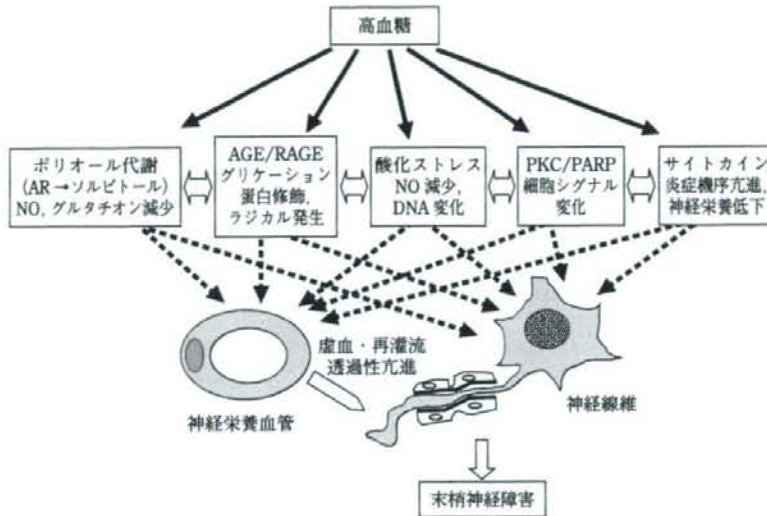 高血糖
ポリオール代謝
(AR→ソルビトール)
NO, グルタチオン減少
AGE/RAGE
グリケーション
蛋白修飾,
ラジカル発生
酸化ストレス
NO 減少,
DNA 変化
PKC/PARP
細胞シグナル
変化
サイトカイン
炎症機序亢進,
神経栄養低下
虚血・再灌流
透過性亢進
神経栄養血管
神経線維
末梢神経障害